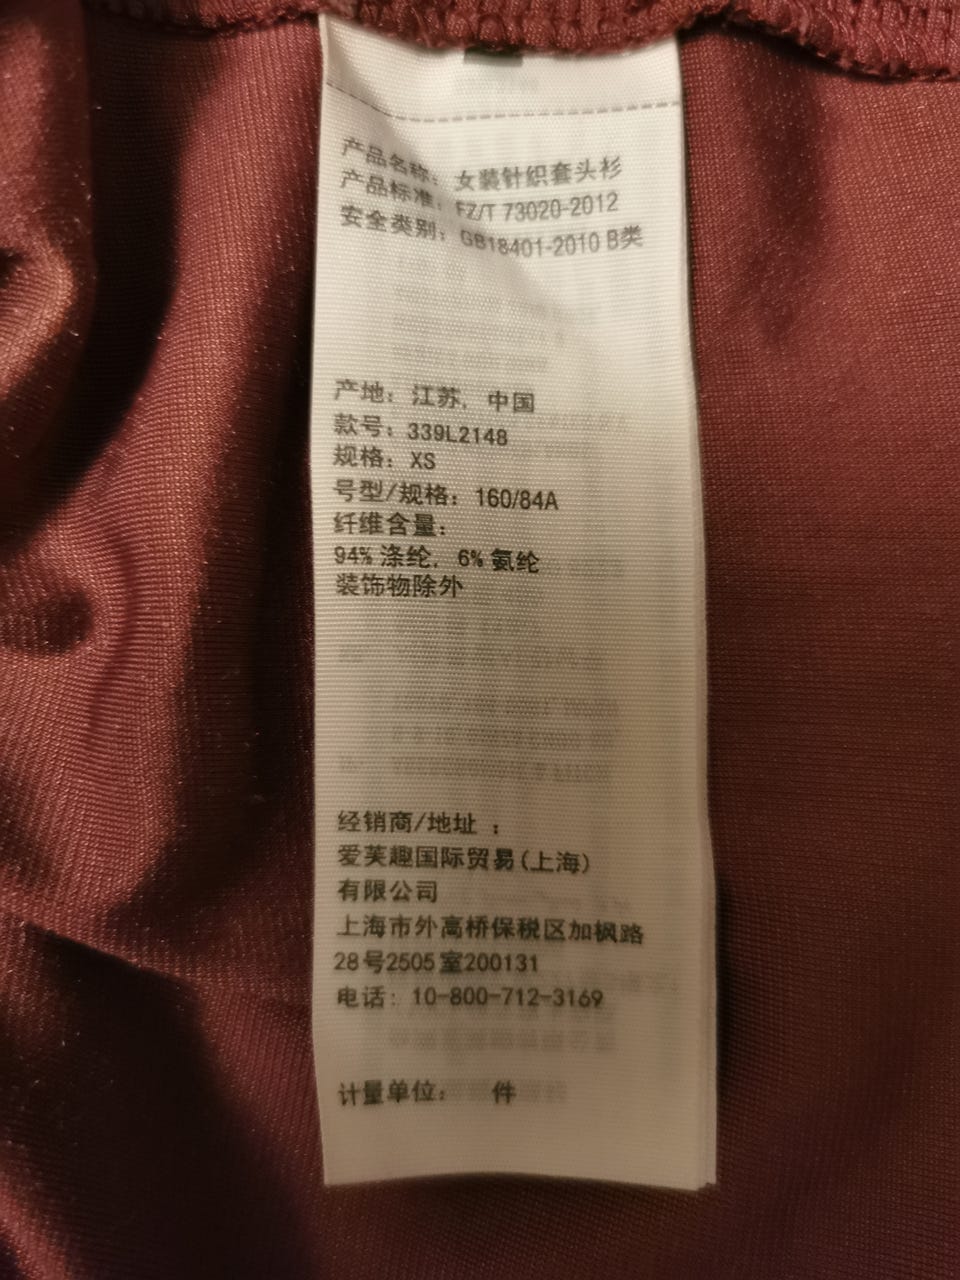 产品名称：女装针织套头衫
产品标准：FZ/T 73020-2012
安全类别：GB18401-2010 B类
产地：江苏，中国
款号：339L2148
规格：XS
号型/规格：160/84A
纤维含量：
94% 涤纶，6% 氨纶
装饰物除外
经销商/地址 ：
爱芙趣国际贸易(上海)
有限公司
上海市外高桥保税区加枫路
28号2505室200131
电话：10-800-712-3169
计量单位： 件